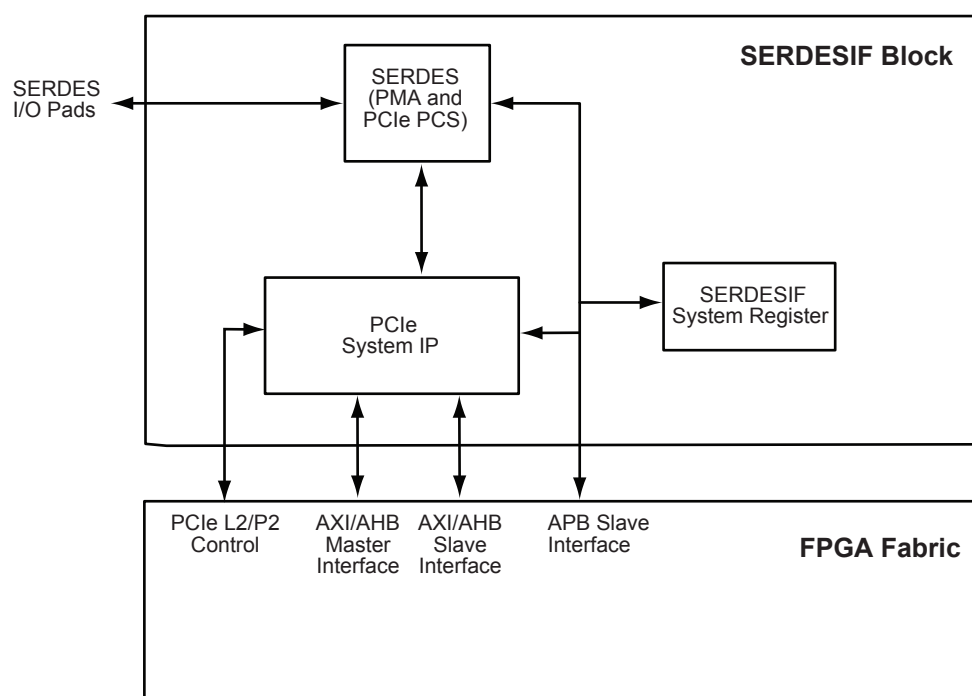 SERDESIF Block
SERDES
I/O Pads
SERDES
(PMA and
PCIe PCS)
SERDESIF
System Register
PCIe
System IP
PCIe L2/P2
Control
AXI/AHB
Master
Interface
AXI/AHB
Slave
Interface
APB Slave
Interface
FPGA Fabric